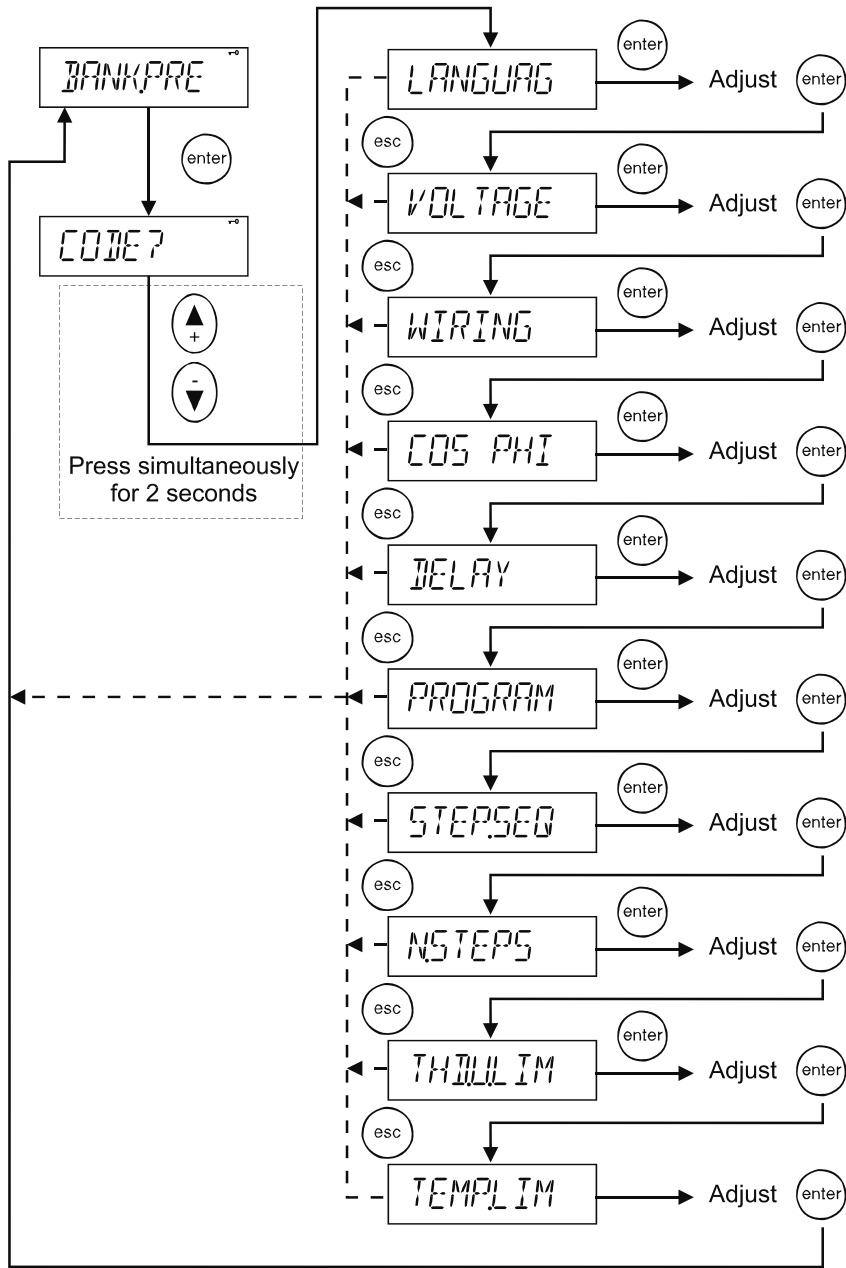 BANK.PRE
enter
CODE?
+
-
Press simultaneously
for 2 seconds
enter
LANGUAG Adjust enter
esc enter
VOLTAGE Adjust enter
esc enter
WIRING Adjust enter
esc enter
COS PHI Adjust enter
esc enter
DELAY Adjust enter
esc enter
PROGRAM Adjust enter
esc enter
STEP.SEQ Adjust enter
esc enter
N.STEPS Adjust enter
esc enter
THD.U.LIM Adjust enter
esc
TEMP.LIM Adjust enter